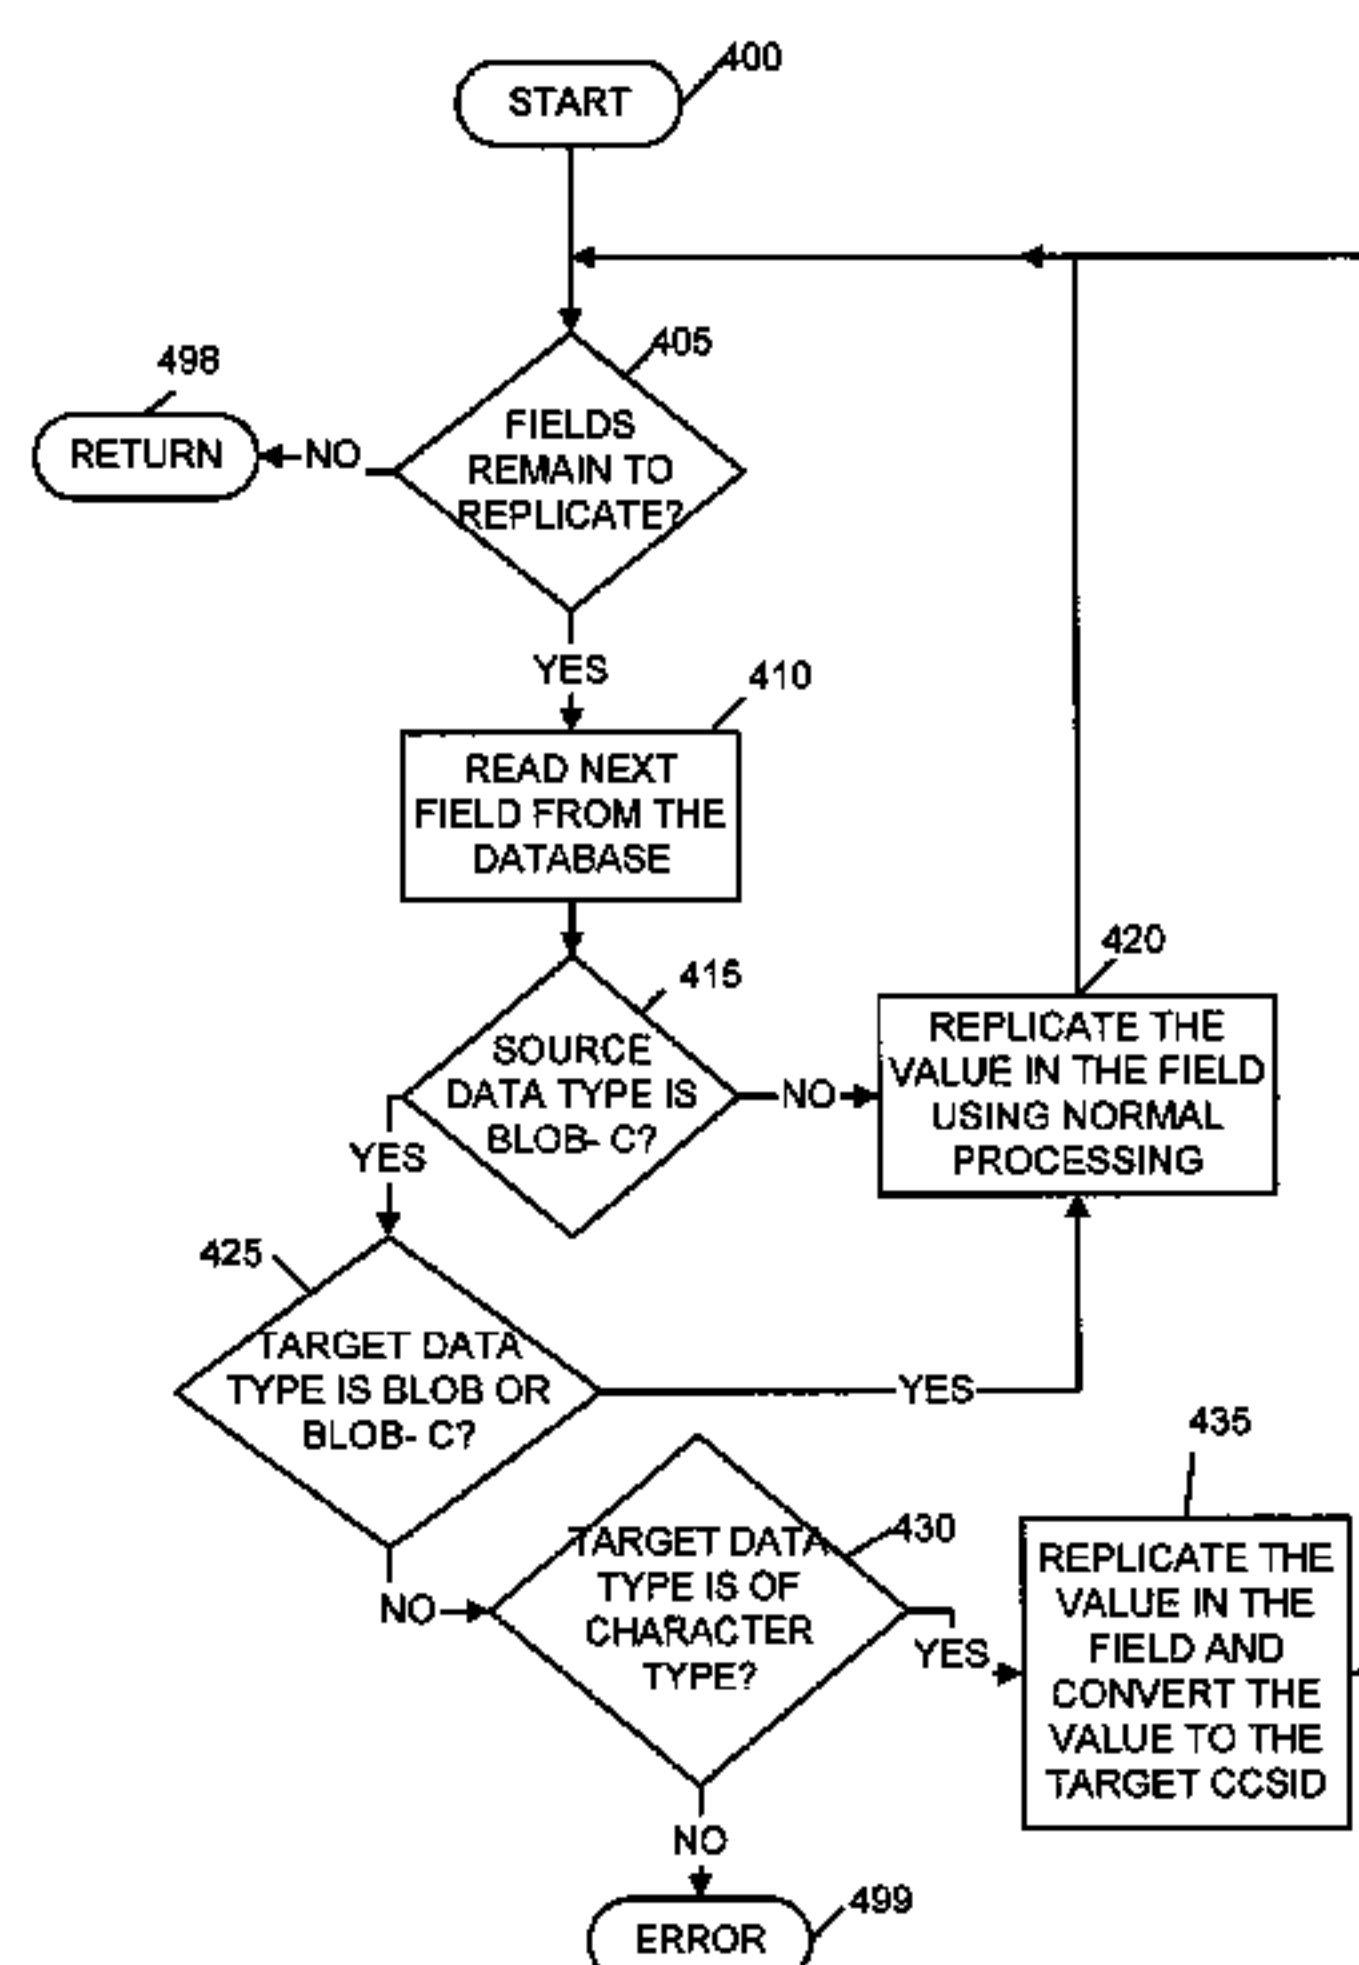 400
START
405
498
FIELDS
REMAIN TO
REPLICATE?
RETURN
NO
YES
410
READ NEXT
FIELD FROM THE
DATABASE
415
SOURCE
DATA TYPE IS
BLOB- C?
NO
420
REPLICATE THE
VALUE IN THE FIELD
USING NORMAL
PROCESSING
YES
425
TARGET DATA
TYPE IS BLOB OR
BLOB- C?
YES
NO
430
TARGET DATA
TYPE IS OF
CHARACTER
TYPE?
YES
435
REPLICATE THE
VALUE IN THE
FIELD AND
CONVERT THE
VALUE TO THE
TARGET CCSID
NO
499
ERROR